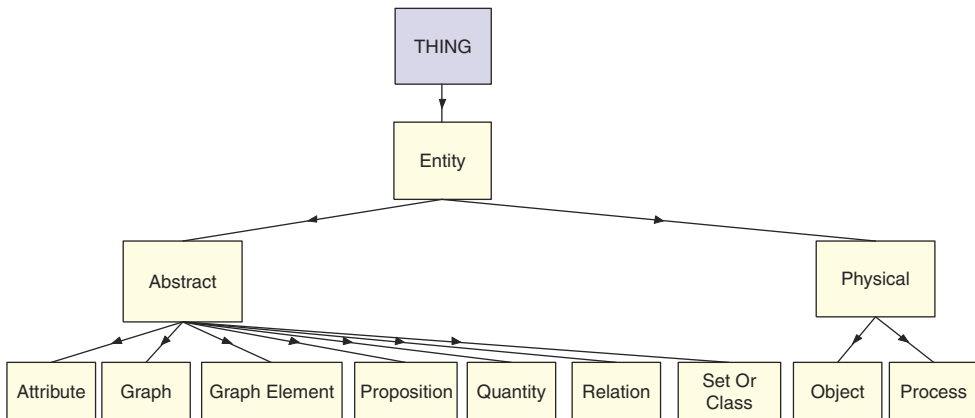 THING
Entity
Abstract
Physical
Attribute
Graph
Graph Element
Proposition
Quantity
Relation
Set Or
Class
Object
Process